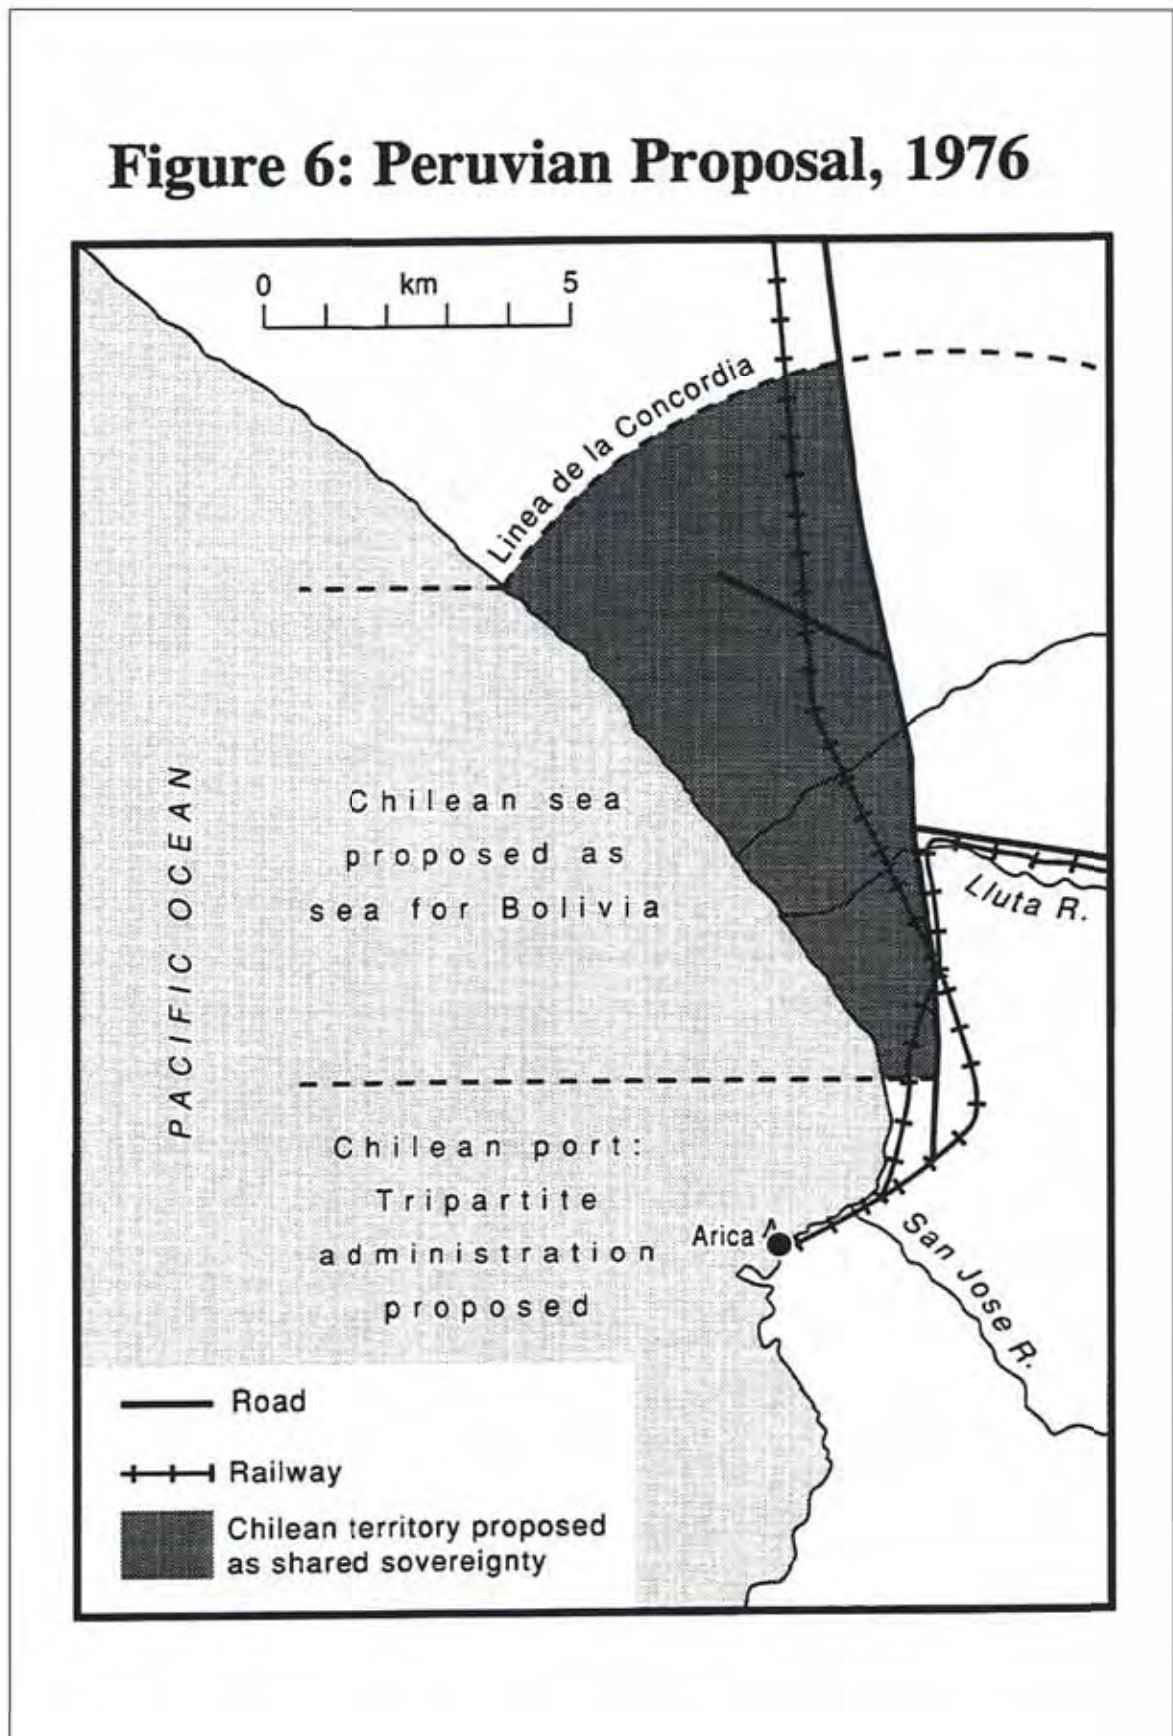 Figure 6: Peruvian Proposal, 1976
0 km 5
Linea de la Concordia
PACIFIC OCEAN
Chilean sea
proposed as
sea for Bolivia
Lluta R.
Chilean port:
Tripartite
administration
proposed
Arica
San Jose R.
Road
Railway
Chilean territory proposed
as shared sovereignty